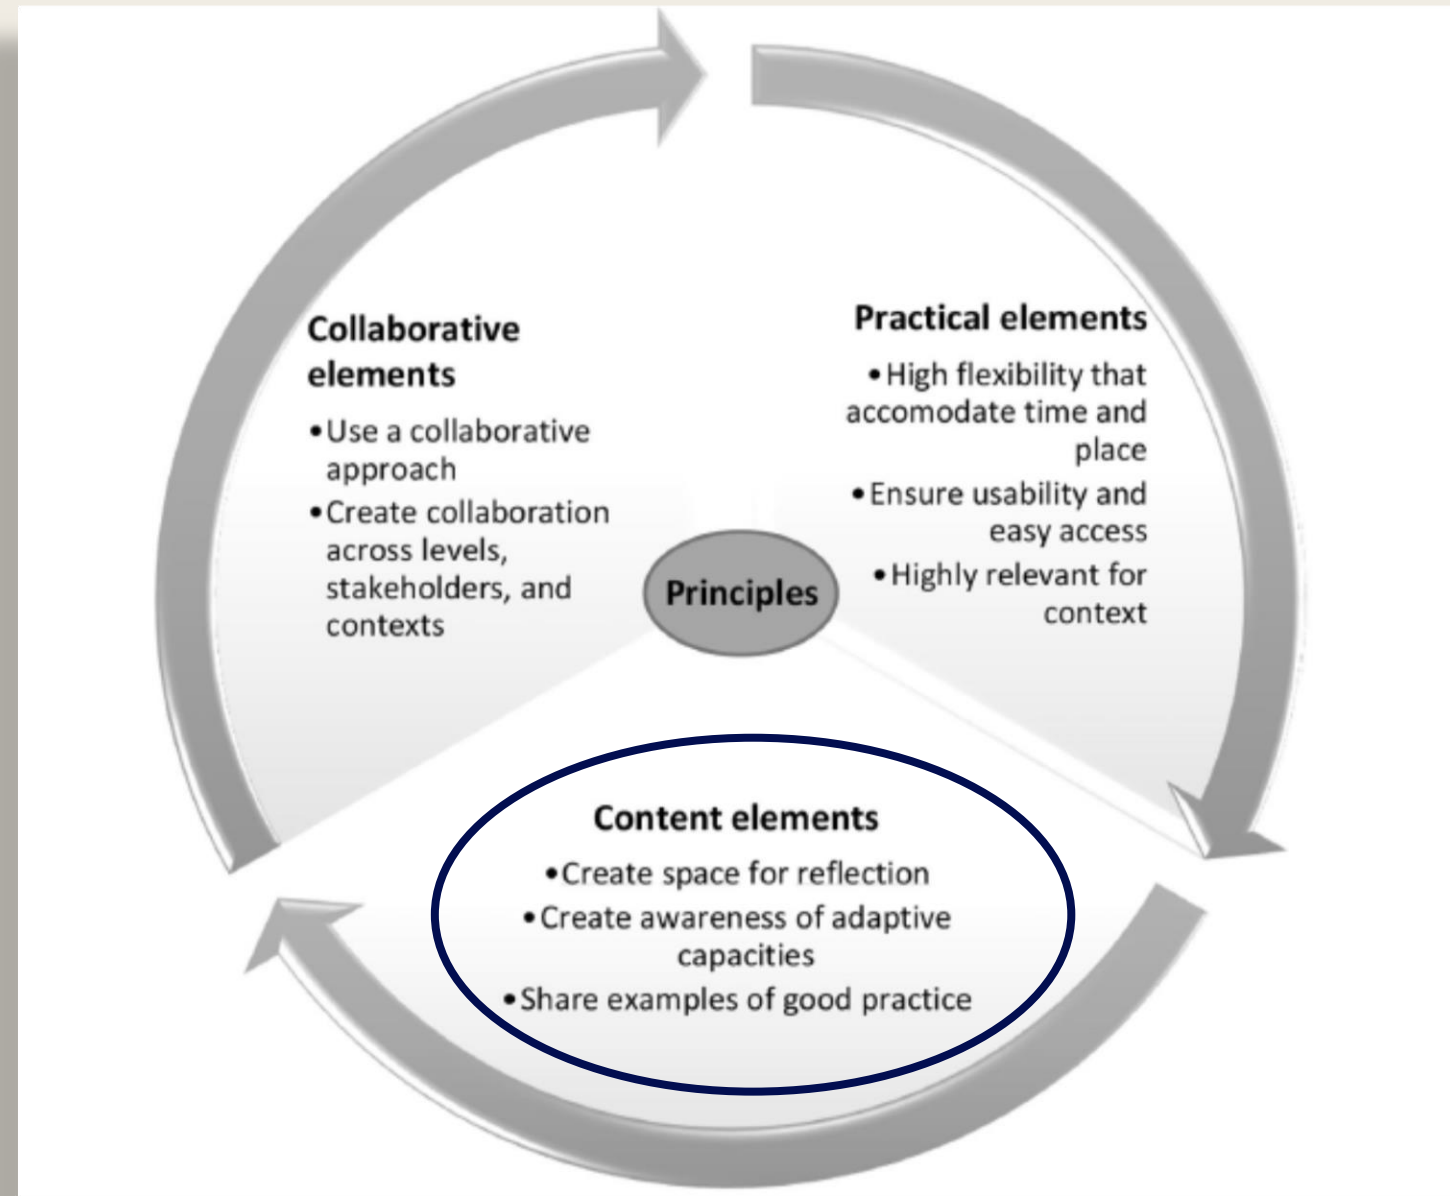 Collaborative
elements
•Use a collaborative
approach
•Create collaboration
across levels,
stakeholders, and
contexts
Practical elements
•High flexibility that
accomodate time and
place
•Ensure usability and
easy access
•Highly relevant for
context
Principles
Content elements
•Create space for reflection
•Create awareness of adaptive
capacities
•Share examples of good practice